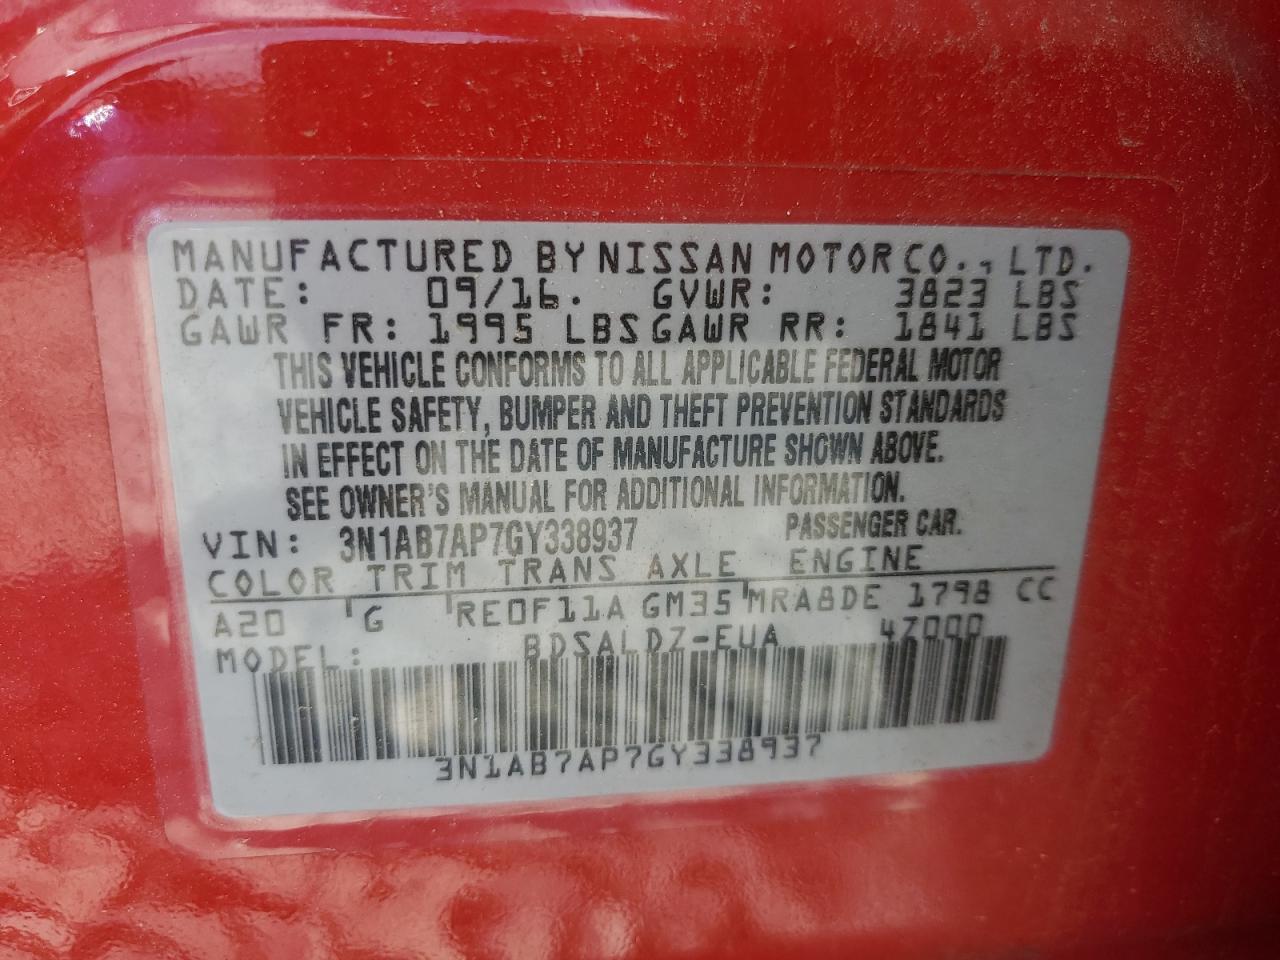 MANUFACTURED BY NISSAN MOTOR CO., LTD.
DATE: 09/16. GVWR: 3823 LBS
GAWR FR: 1995 LBS GAWR RR: 1841 LBS
THIS VEHICLE CONFORMS TO ALL APPLICABLE FEDERAL MOTOR
VEHICLE SAFETY, BUMPER AND THEFT PREVENTION STANDARDS
IN EFFECT ON THE DATE OF MANUFACTURE SHOWN ABOVE.
SEE OWNER'S MANUAL FOR ADDITIONAL INFORMATION.
VIN: 3N1AB7AP7GY338937 PASSENGER CAR.
COLOR TRIM TRANS AXLE ENGINE
A20 G RE0F11A GM35 MRA8DE 1798 CC
MODEL: BDSALDZ-EUA 47000
3N1AB7AP7GY338937